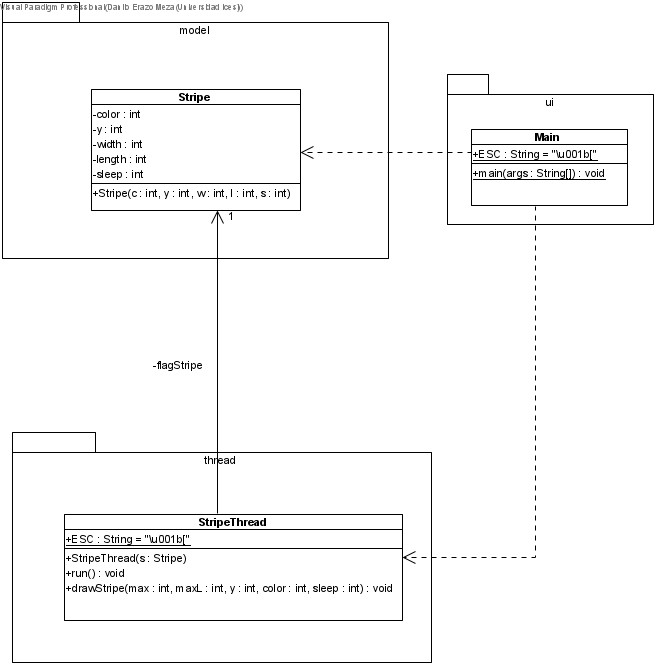 Visual Paradigm Professional(Danilo Erazo Meza(Universidad Icesi))
model
Stripe
-color : int
-y : int
-width : int
-length : int
-sleep : int
+Stripe(c : int, y : int, w : int, l : int, s : int)
ui
Main
+ESC : String = "\u001b["
+main(args : String[]) : void
1
-flagStripe
thread
StripeThread
+ESC : String = "\u001b["
+StripeThread(s : Stripe)
+run() : void
+drawStripe(max : int, maxL : int, y : int, color : int, sleep : int) : void